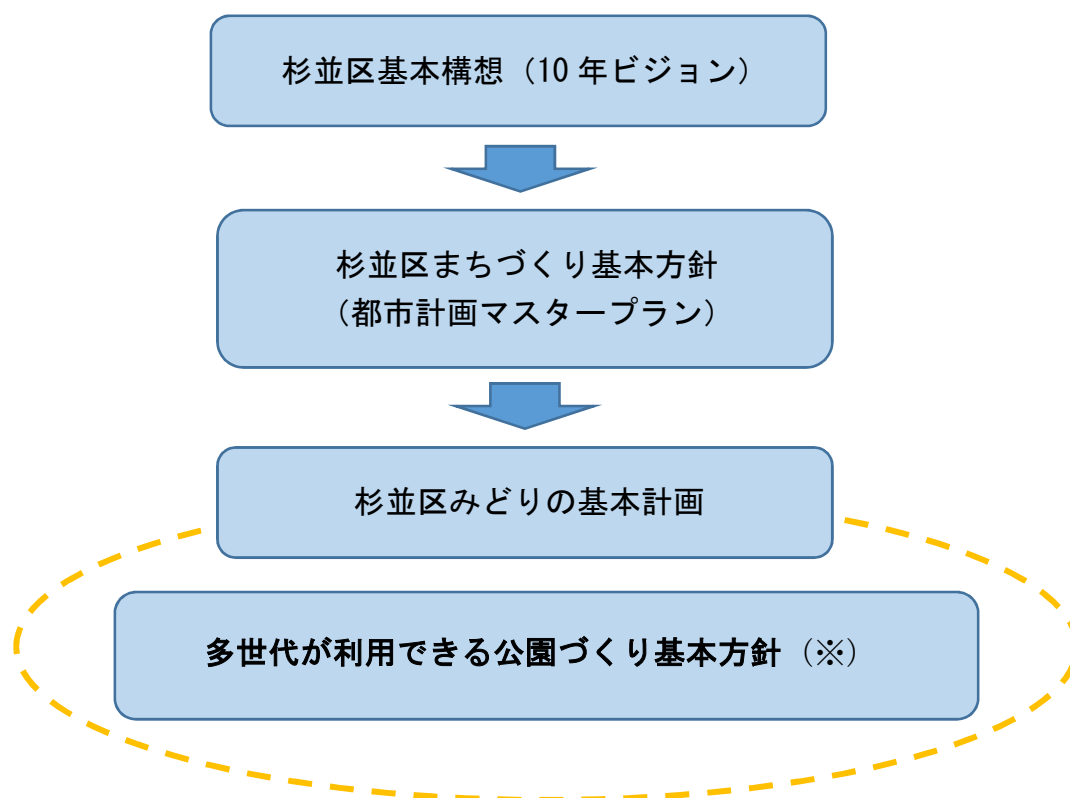 杉並区基本構想（10年ビジョン）
杉並区まちづくり基本方針
（都市計画マスタープラン）
杉並区みどりの基本計画
多世代が利用できる公園づくり基本方針（※）